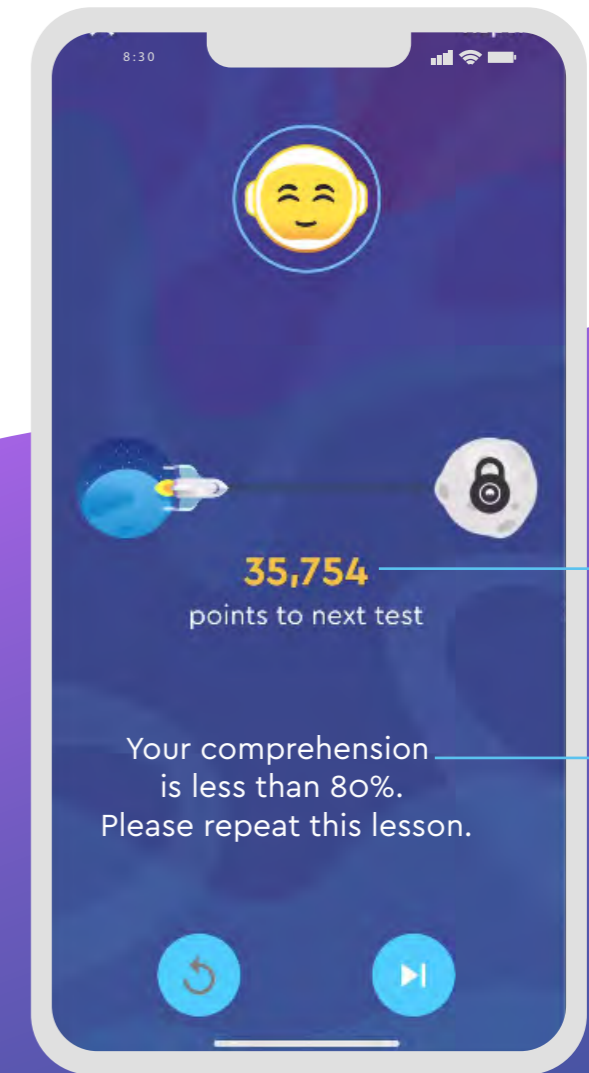 8:30
35,754
points to next test
Your comprehension
is less than 80%.
Please repeat this lesson.